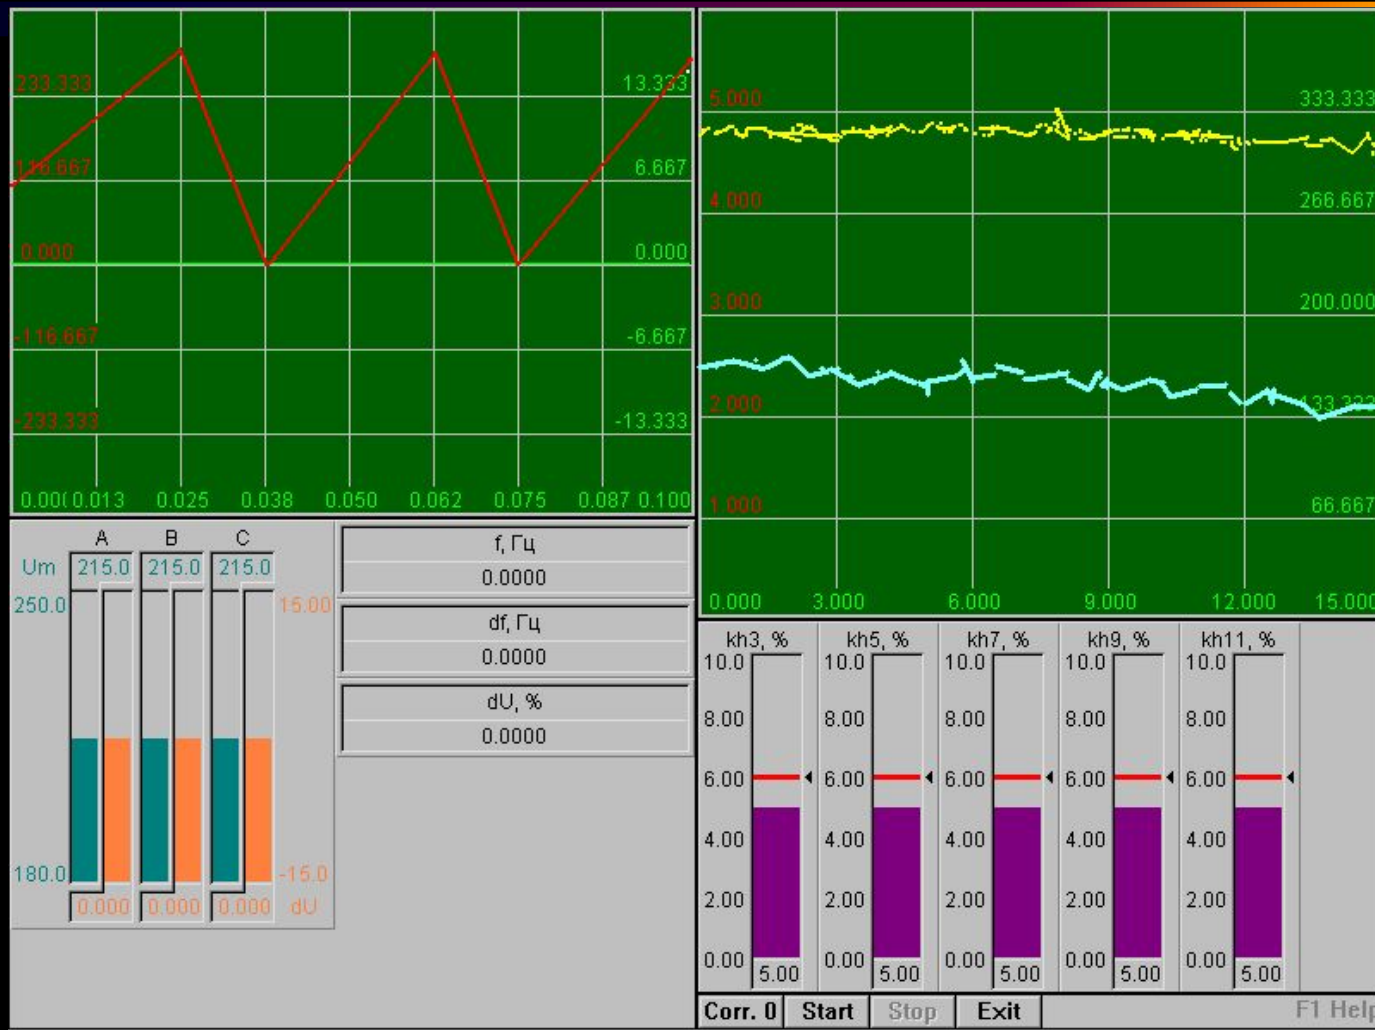 233.333 13.333
116.667 6.667
0.000 0.000
-116.667 -6.667
-233.333 -13.333
0.00( 0.013 0.025 0.038 0.050 0.062 0.075 0.087 0.100
5.000 333.333
4.000 266.667
3.000 200.000
2.000 133.333
1.000 66.667
0.000 3.000 6.000 9.000 12.000 15.000
A B C
Um 215.0 215.0 215.0
250.0 15.00
180.0 -15.0
0.000 0.000 0.000 dU
f, Гц
0.0000
df, Гц
0.0000
dU, %
0.0000
kh3, % kh5, % kh7, % kh9, % kh11, %
10.0 10.0 10.0 10.0 10.0
8.00 8.00 8.00 8.00 8.00
6.00 6.00 6.00 6.00 6.00
4.00 4.00 4.00 4.00 4.00
2.00 2.00 2.00 2.00 2.00
0.00 0.00 0.00 0.00 0.00
5.00 5.00 5.00 5.00 5.00
Corr. 0 Start Stop Exit F1 Help